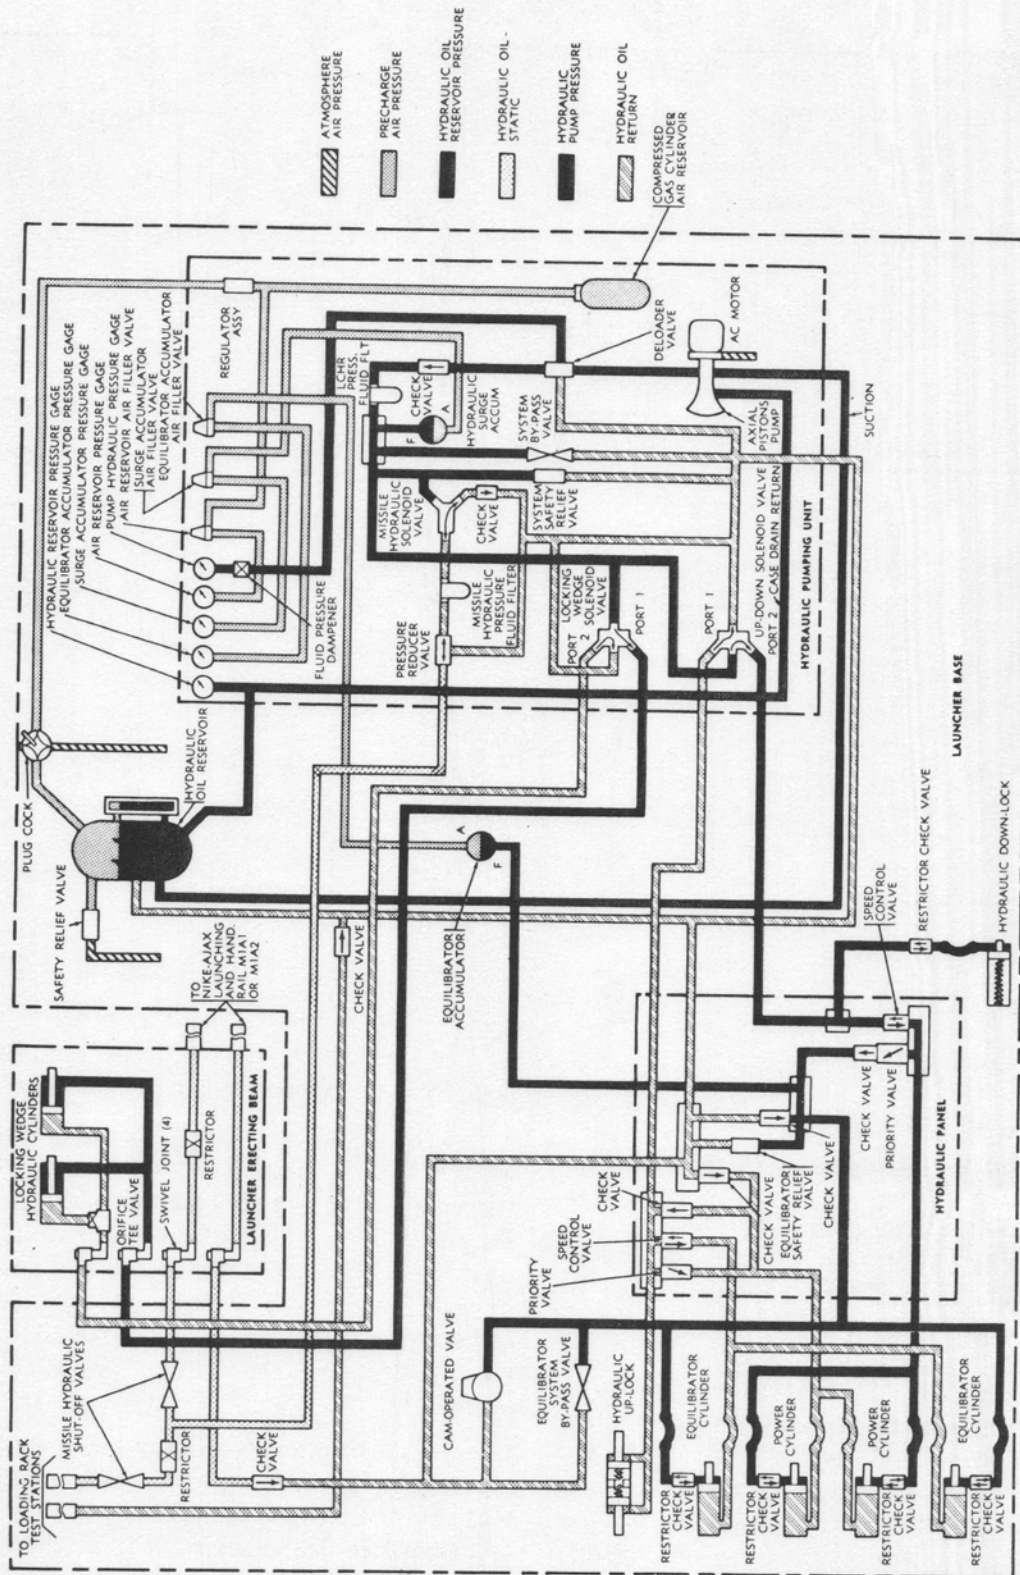 ATMOSPHERE
AIR PRESSURE
PRECHARGE
AIR PRESSURE
HYDRAULIC OIL
RESERVOIR PRESSURE
HYDRAULIC OIL-
STATIC
HYDRAULIC
PUMP PRESSURE
HYDRAULIC OIL
RETURN
PLUG COCK
SAFETY RELIEF VALVE
HYDRAULIC
OIL RESERVOIR
HYDRAULIC RESERVOIR PRESSURE GAGE
EQUILIBRATOR ACCUMULATOR PRESSURE GAGE
SURGE ACCUMULATOR PRESSURE GAGE
AIR RESERVOIR PRESSURE GAGE
PUMP HYDRAULIC PRESSURE GAGE
AIR RESERVOIR AIR FILLER VALVE
SURGE ACCUMULATOR
AIR FILLER VALVE
EQUILIBRATOR ACCUMULATOR
AIR FILLER VALVE
REGULATOR
ASSY
FLUID PRESSURE
DAMPENER
COMPRESSED
GAS CYLINDER
AIR RESERVOIR
LCHR
PRESS.
FLUID FLT
CHECK
VALVE
A
F
HYDRAULIC
SURGE
ACCUM
DELOADER
VALVE
AC MOTOR
AXIAL
PISTONS
PUMP
SUCTION
SYSTEM
BY-PASS
VALVE
MISSILE
HYDRAULIC
SOLENOID
VALVE
CHECK
VALVE
SYSTEM
SAFETY
RELIEF
VALVE
PRESSURE
REDUCER
VALVE
MISSILE
HYDRAULIC
PRESSURE
FLUID FILTER
LOCKING
WEDGE
SOLENOID
VALVE
PORT
2
PORT 1
PORT 1
UP-DOWN SOLENOID VALVE
PORT 2
CASE DRAIN RETURN
HYDRAULIC PUMPING UNIT
LAUNCHER BASE
TO
NIKE-AJAX
LAUNCHING
AND HAND.
RAIL M1A1
OR M1A2
CHECK VALVE
LOCKING WEDGE
HYDRAULIC CYLINDERS
ORIFICE
TEE VALVE
SWIVEL JOINT (4)
RESTRICTOR
LAUNCHER ERECTING BEAM
EQUILIBRATOR
ACCUMULATOR
A
F
RESTRICTOR CHECK VALVE
HYDRAULIC DOWN-LOCK
SPEED
CONTROL
VALVE
CHECK VALVE
PRIORITY VALVE
HYDRAULIC PANEL
CHECK
VALVE
SPEED
CONTROL
VALVE
PRIORITY
VALVE
CHECK VALVE
EQUILIBRATOR
SAFETY RELIEF
VALVE
CHECK VALVE
TO LOADING RACK
TEST STATIONS
MISSILE HYDRAULIC
SHUT-OFF VALVES
RESTRICTOR
CHECK
VALVE
CAM-OPERATED VALVE
EQUILIBRATOR
SYSTEM
BY-PASS VALVE
HYDRAULIC
UP-LOCK
EQUILIBRATOR
CYLINDER
POWER
CYLINDER
POWER
CYLINDER
EQUILIBRATOR
CYLINDER
RESTRICTOR
CHECK
VALVE
RESTRICTOR
CHECK
VALVE
RESTRICTOR
CHECK
VALVE
RESTRICTOR
CHECK
VALVE